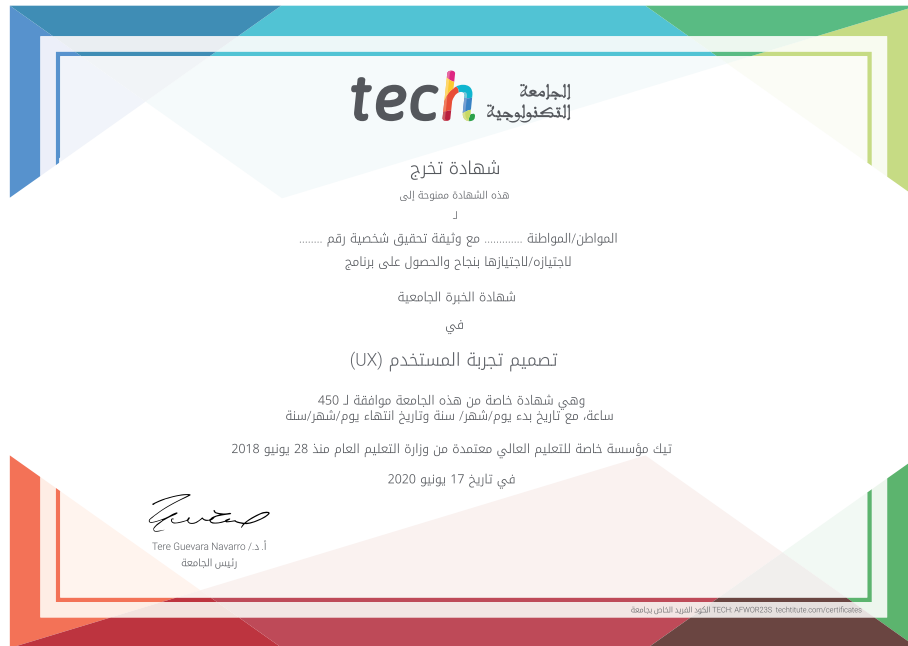 tech الجامعة
التكنولوجية
شهادة تخرج
هذه الشهادة ممنوحة إلى
لـ
المواطن/المواطنة ............ مع وثيقة تحقيق شخصية رقم ........
لاجتيازه/لاجتيازها بنجاح والحصول على برنامج
شهادة الخبرة الجامعية
في
تصميم تجربة المستخدم (UX)
وهي شهادة خاصة من هذه الجامعة موافقة لـ 450
ساعة، مع تاريخ بدء يوم/شهر/ سنة وتاريخ انتهاء يوم/شهر/سنة
تيك مؤسسة خاصة للتعليم العالي معتمدة من وزارة التعليم العام منذ 28 يونيو 2018
في تاريخ 17 يونيو 2020
أ. د./ Tere Guevara Navarro
رئيس الجامعة
الكود الفريد الخاص بجامعة TECH: AFWOR23S techtitute.com/certificates